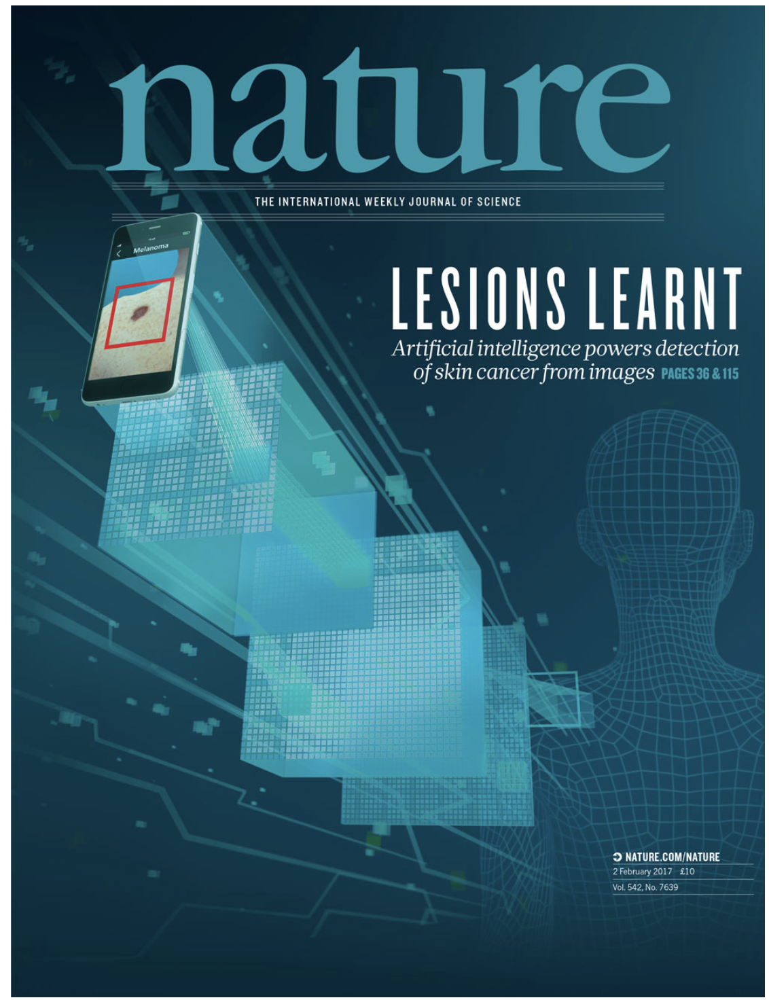 nature
THE INTERNATIONAL WEEKLY JOURNAL OF SCIENCE
Melanoma
LESIONS LEARNT
Artificial intelligence powers detection
of skin cancer from images PAGES 36 & 115
NATURE.COM/NATURE
2 February 2017 £10
Vol. 542, No. 7639